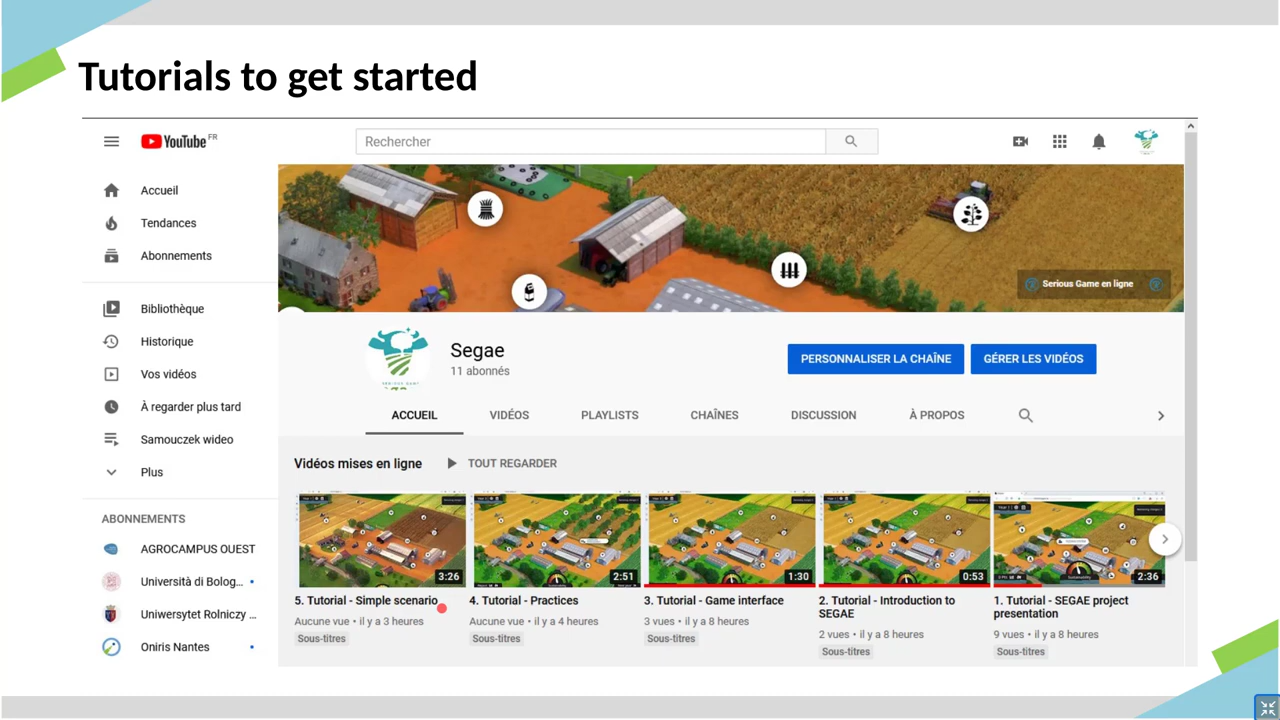 Tutorials to get started
YouTube FR
Rechercher
Accueil
Tendances
Abonnements
Bibliothèque
Historique
Vos vidéos
À regarder plus tard
Samouczek wideo
Plus
ABONNEMENTS
AGROCAMPUS OUEST
Università di Bolog...
Uniwersytet Rolniczy ...
Oniris Nantes
Serious Game en ligne
Segae
11 abonnés
PERSONNALISER LA CHAÎNE
GÉRER LES VIDÉOS
ACCUEIL
VIDÉOS
PLAYLISTS
CHAÎNES
DISCUSSION
À PROPOS
Vidéos mises en ligne
TOUT REGARDER
3:26
5. Tutorial - Simple scenario
Aucune vue • il y a 3 heures
Sous-titres
2:51
4. Tutorial - Practices
Aucune vue • il y a 4 heures
Sous-titres
1:30
3. Tutorial - Game interface
3 vues • il y a 8 heures
Sous-titres
0:53
2. Tutorial - Introduction to
SEGAE
2 vues • il y a 8 heures
Sous-titres
2:36
1. Tutorial - SEGAE project
presentation
9 vues • il y a 8 heures
Sous-titres